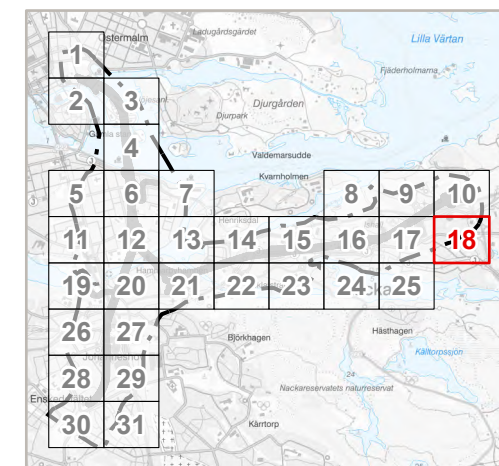 Östermalm
Ladugårdsgärdet
Lilla Värtan
1
Fjäderholmarna
2 3
Djurgården
Djurpark
4
Valdemarsudde
Kvarnholmen
5 6 7 8 9 10
Henriksdal
11 12 13 14 15 16 17 18
19 20 21 22 23 24 25
26 27
Björkhagen
Hästhagen
Källtorpssjön
28 29
24
Nackareservatets naturreservat
30 31
Kärrtorp